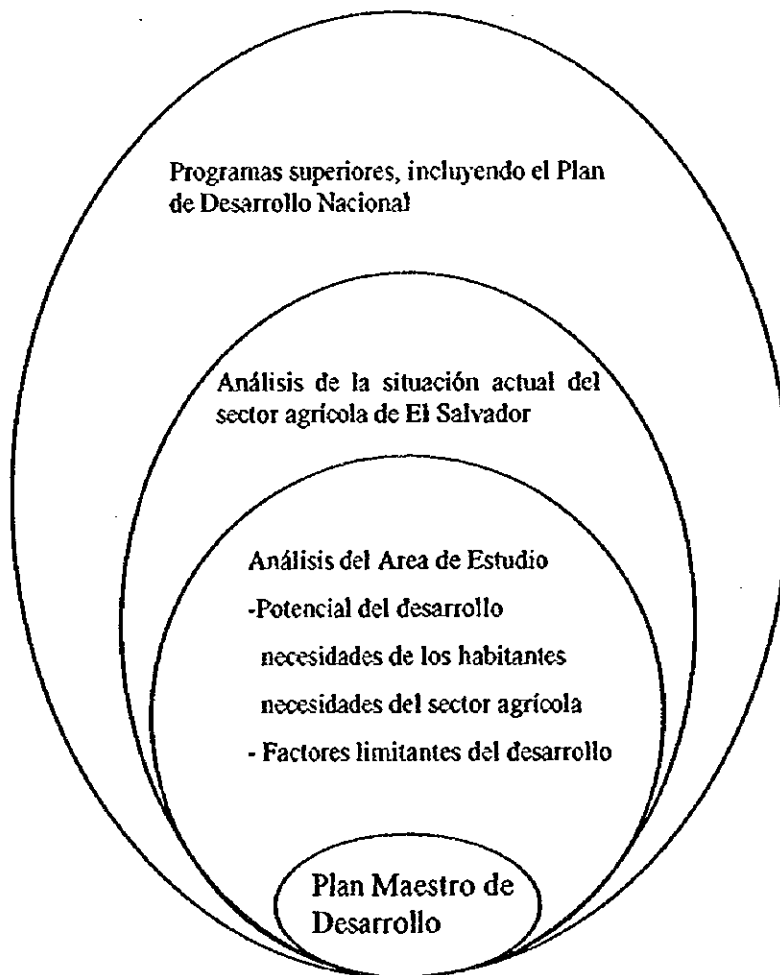 Programas superiores, incluyendo el Plan
de Desarrollo Nacional
Análisis de la situación actual del
sector agrícola de El Salvador
Análisis del Area de Estudio
-Potencial del desarrollo
necesidades de los habitantes
necesidades del sector agrícola
- Factores limitantes del desarrollo
Plan Maestro de
Desarrollo